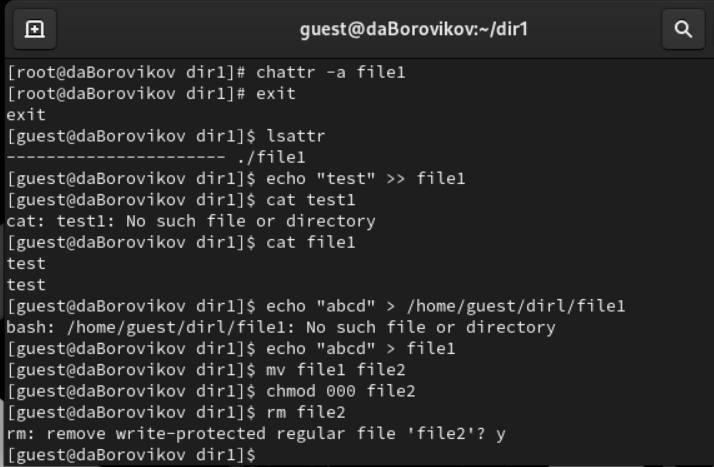 guest@daBorovikov:~/dir1
[root@daBorovikov dir1]# chattr -a file1
[root@daBorovikov dir1]# exit
exit
[guest@daBorovikov dir1]$ lsattr
---------------------- ./file1
[guest@daBorovikov dir1]$ echo "test" >> file1
[guest@daBorovikov dir1]$ cat test1
cat: test1: No such file or directory
[guest@daBorovikov dir1]$ cat file1
test
test
[guest@daBorovikov dir1]$ echo "abcd" > /home/guest/dirl/file1
bash: /home/guest/dirl/file1: No such file or directory
[guest@daBorovikov dir1]$ echo "abcd" > file1
[guest@daBorovikov dir1]$ mv file1 file2
[guest@daBorovikov dir1]$ chmod 000 file2
[guest@daBorovikov dir1]$ rm file2
rm: remove write-protected regular file 'file2'? y
[guest@daBorovikov dir1]$